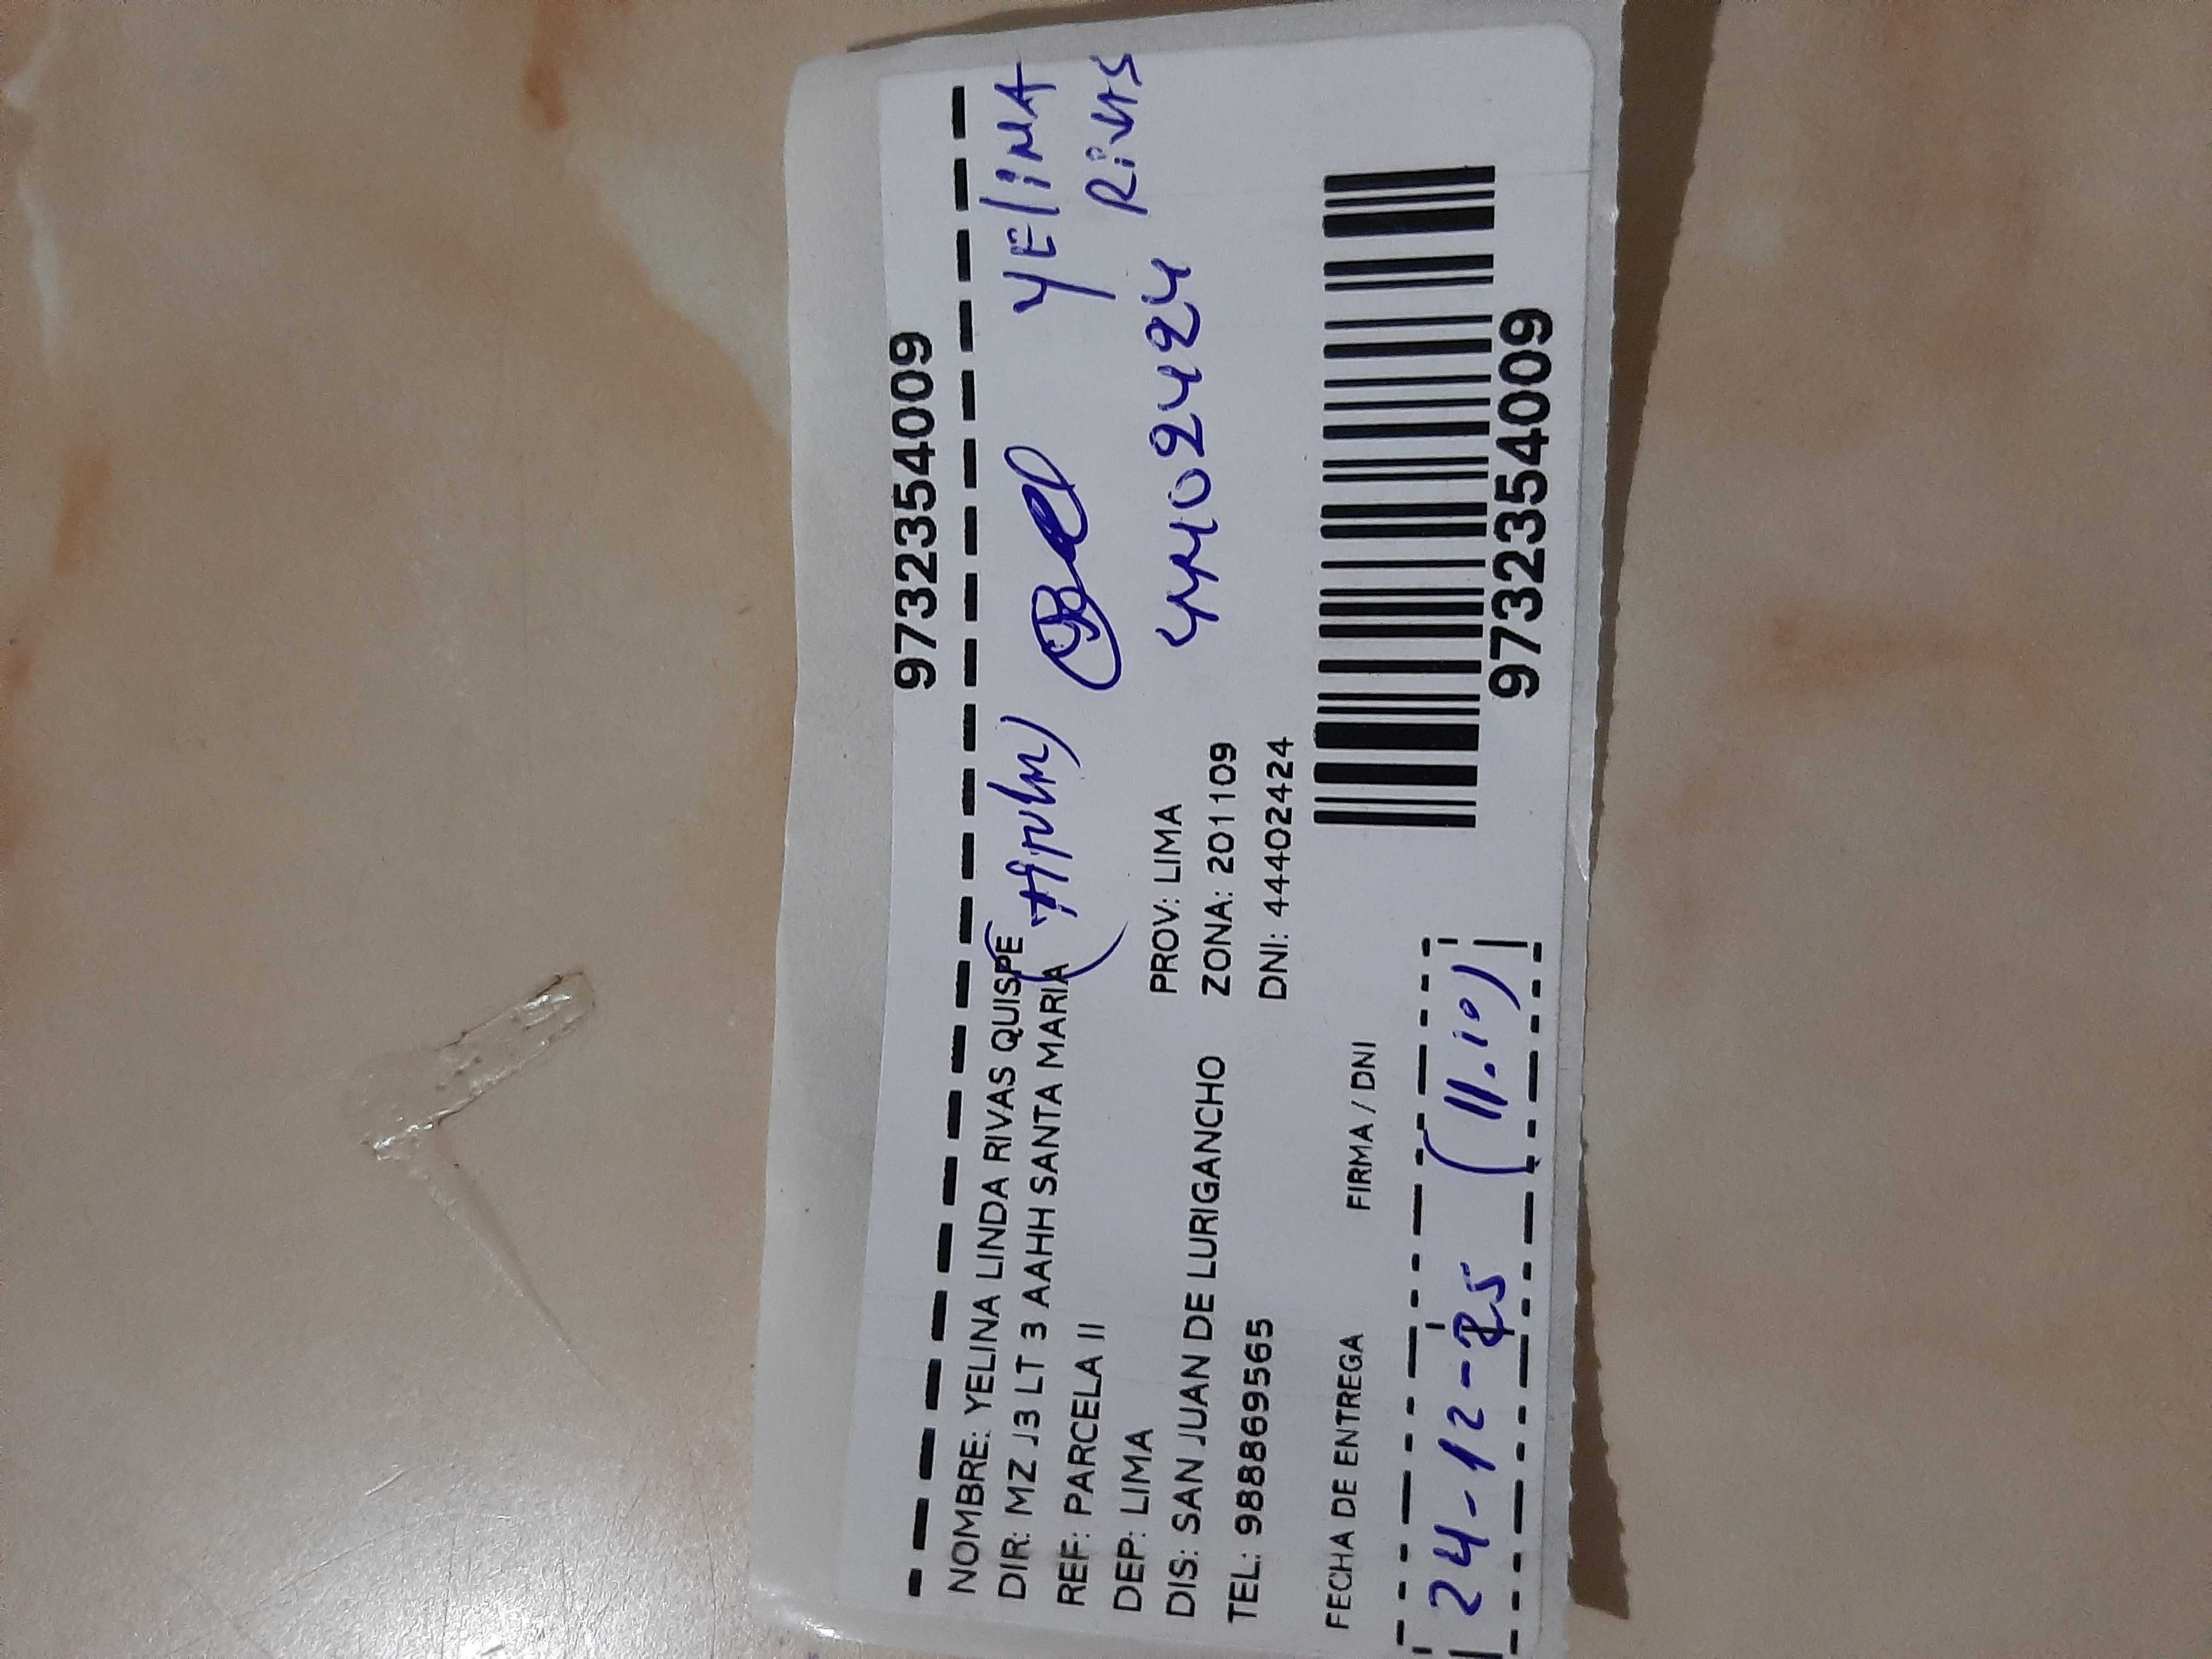 9732354009
NOMBRE: YELINA LINDA RIVAS QUISPE
DIR: MZ J3 LT 3 AAHH SANTA MARIA
REF: PARCELA II
DEP: LIMA PROV: LIMA
DIS: SAN JUAN DE LURIGANCHO ZONA: 201109
TEL: 988869565 DNI: 44402424
(titular) YElINA
RiVAS
44402424
FECHA DE ENTREGA FIRMA / DNI
24-12-25 (11.10)
9732354009